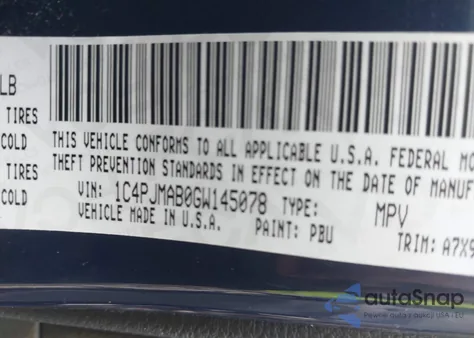 LB
TIRES
COLD
TIRES
COLD
THIS VEHICLE CONFORMS TO ALL APPLICABLE U.S.A. FEDERAL MO
THEFT PREVENTION STANDARDS IN EFFECT ON THE DATE OF MANUF
VIN: 1C4PJMAB0GW145078 TYPE: MPV
VEHICLE MADE IN U.S.A. PAINT: PBU TRIM: A7X9
autoSnap